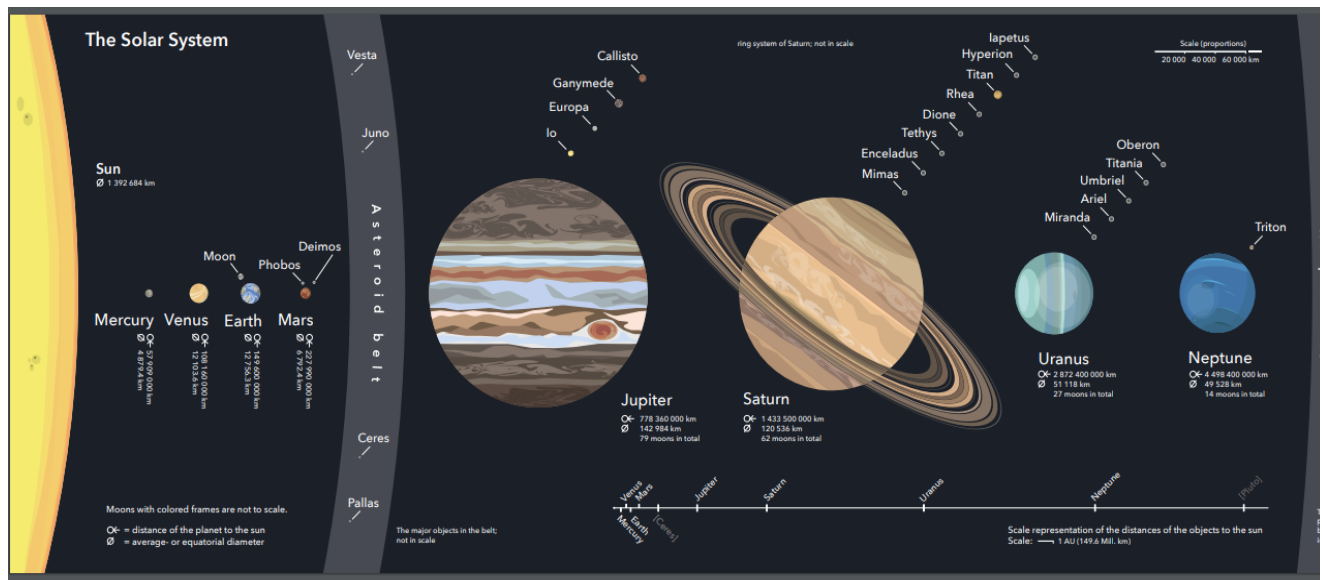 The Solar System
Sun
Ø 1 392 684 km
Moon
Phobos
Deimos
Mercury
57 909 000 km
Ø 4 879.4 km
Venus
108 160 000 km
Ø 12 103.6 km
Earth
149 600 000 km
Ø 12 756.3 km
Mars
227 990 000 km
Ø 6 792.4 km
Moons with colored frames are not to scale.
= distance of the planet to the sun
Ø = average- or equatorial diameter
Vesta
Juno
Asteroid belt
Ceres
Pallas
The major objects in the belt;
not in scale
Callisto
Ganymede
Europa
Io
Jupiter
778 360 000 km
Ø 142 984 km
79 moons in total
ring system of Saturn; not in scale
Iapetus
Hyperion
Titan
Rhea
Dione
Tethys
Enceladus
Mimas
Saturn
1 433 500 000 km
Ø 120 536 km
62 moons in total
Scale (proportions)
20 000 40 000 60 000 km
Oberon
Titania
Umbriel
Ariel
Miranda
Uranus
2 872 400 000 km
Ø 51 118 km
27 moons in total
Triton
Neptune
4 498 400 000 km
Ø 49 528 km
14 moons in total
Mercury
Venus
Earth
Mars
[Ceres]
Jupiter
Saturn
Uranus
Neptune
[Pluto]
Scale representation of the distances of the objects to the sun
Scale: 1 AU (149.6 Mill. km)